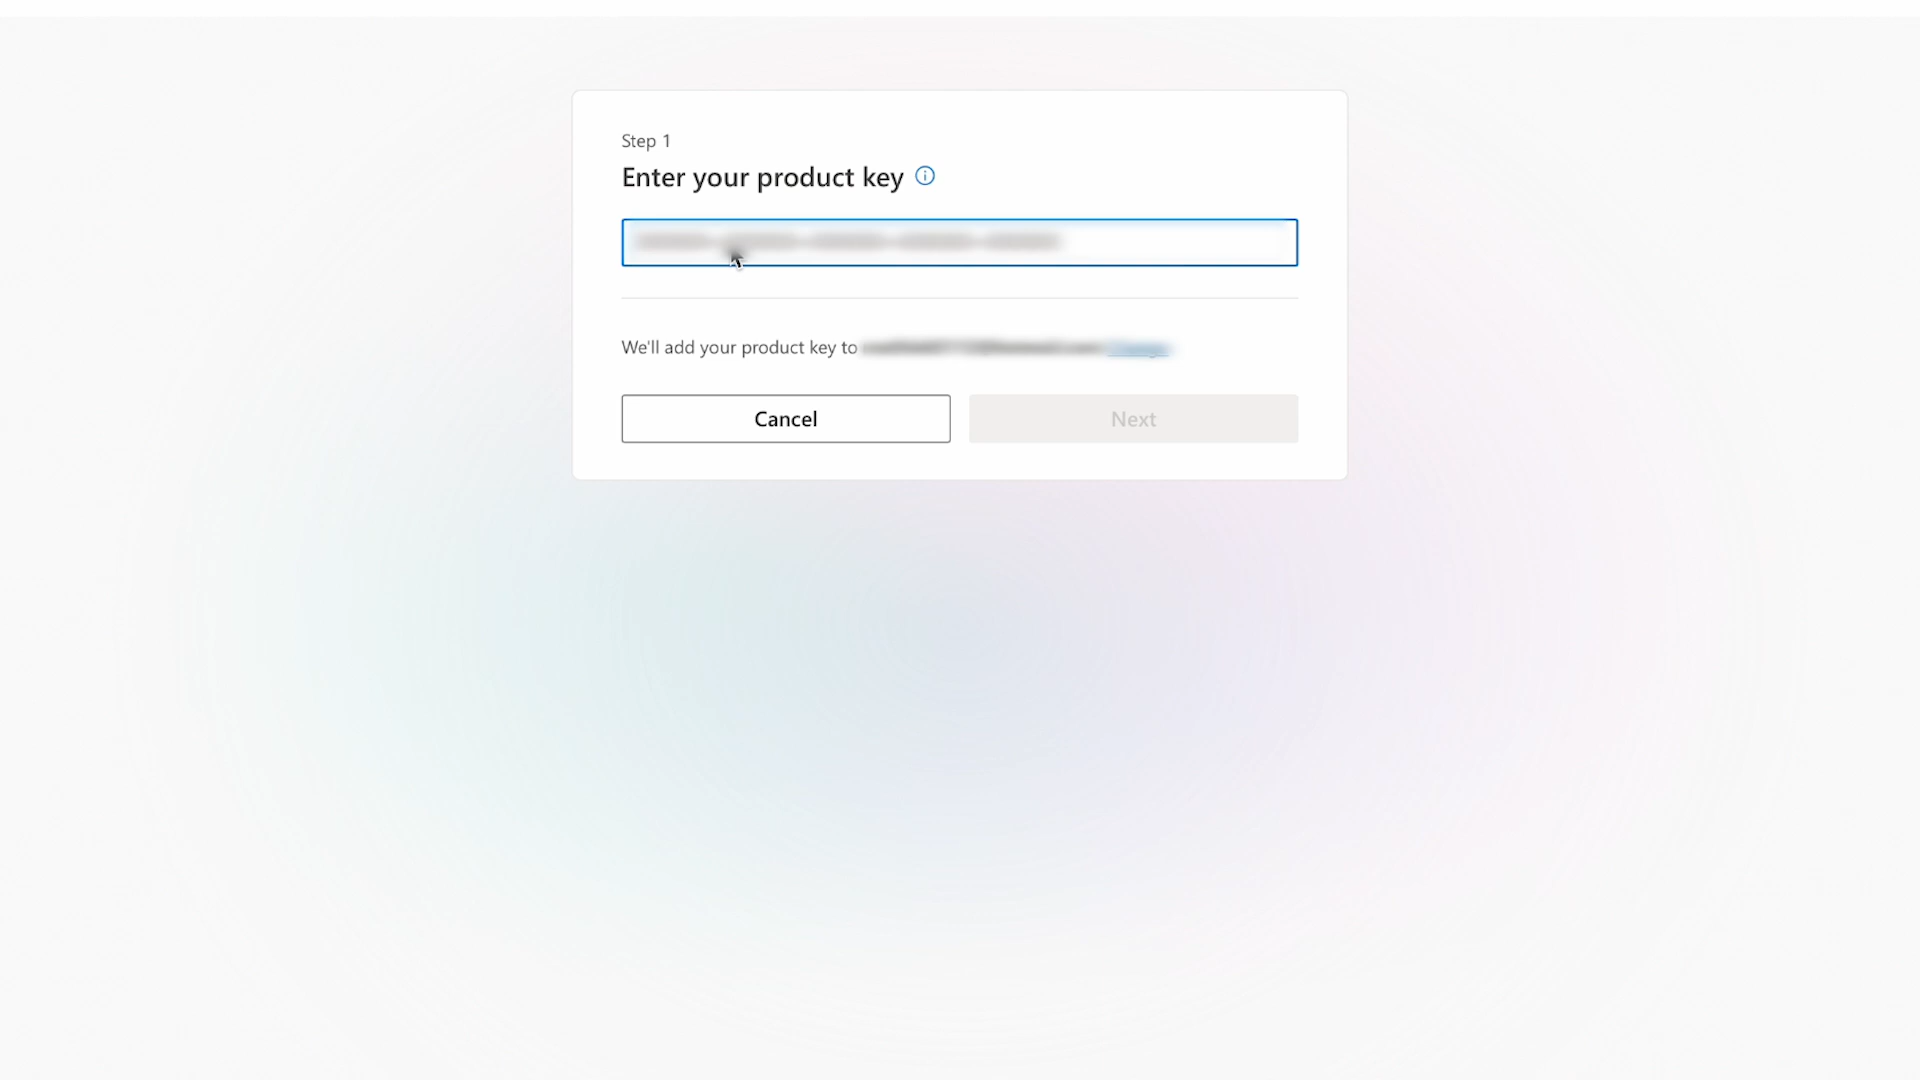 Step 1
Enter your product key
We'll add your product key to
Cancel
Next